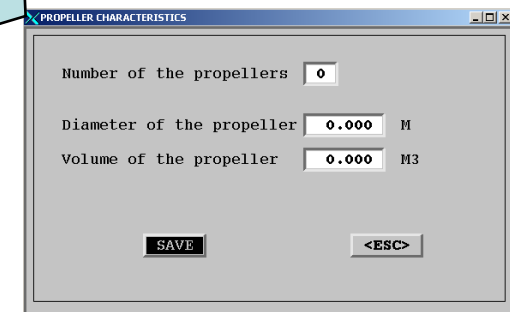 PROPELLER CHARACTERISTICS
Number of the propellers 0
Diameter of the propeller 0.000 M
Volume of the propeller 0.000 M3
SAVE <ESC>